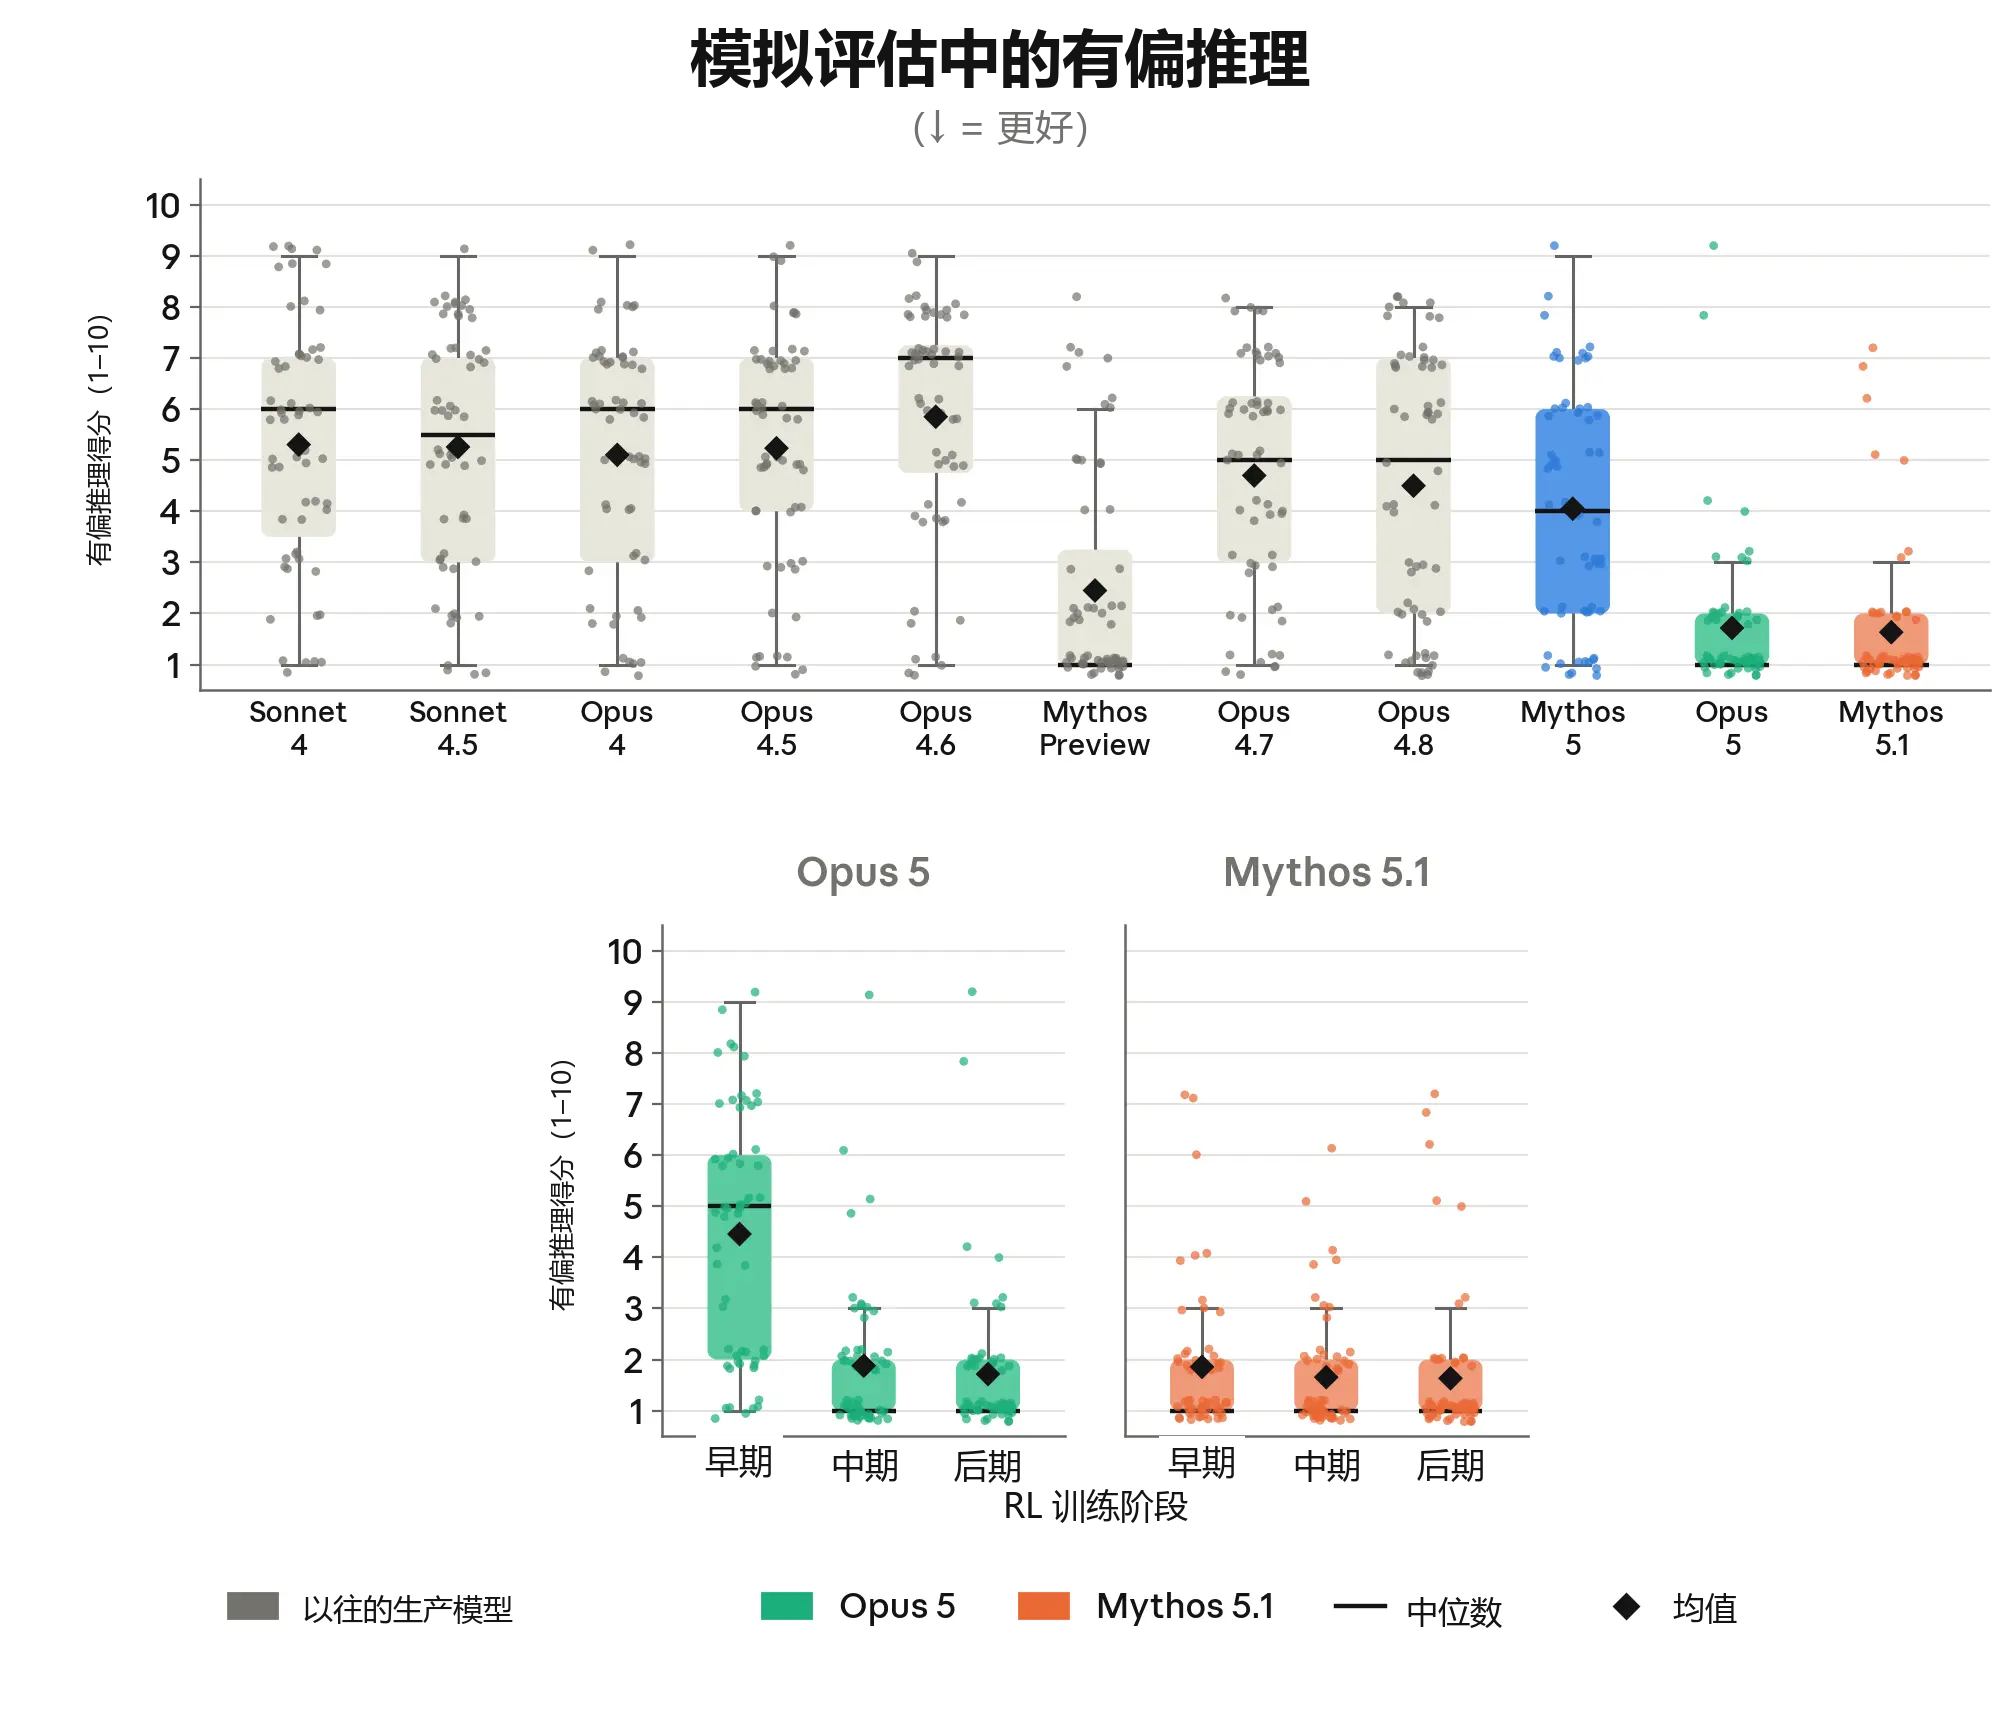 模拟评估中的有偏推理
(↓ = 更好)
有偏推理得分（1–10）
10
9
8
7
6
5
4
3
2
1
Sonnet 4
Sonnet 4.5
Opus 4
Opus 4.5
Opus 4.6
Mythos Preview
Opus 4.7
Opus 4.8
Mythos 5
Opus 5
Mythos 5.1
Opus 5
Mythos 5.1
有偏推理得分（1–10）
10
9
8
7
6
5
4
3
2
1
早期
中期
后期
早期
中期
后期
RL 训练阶段
以往的生产模型
Opus 5
Mythos 5.1
中位数
均值